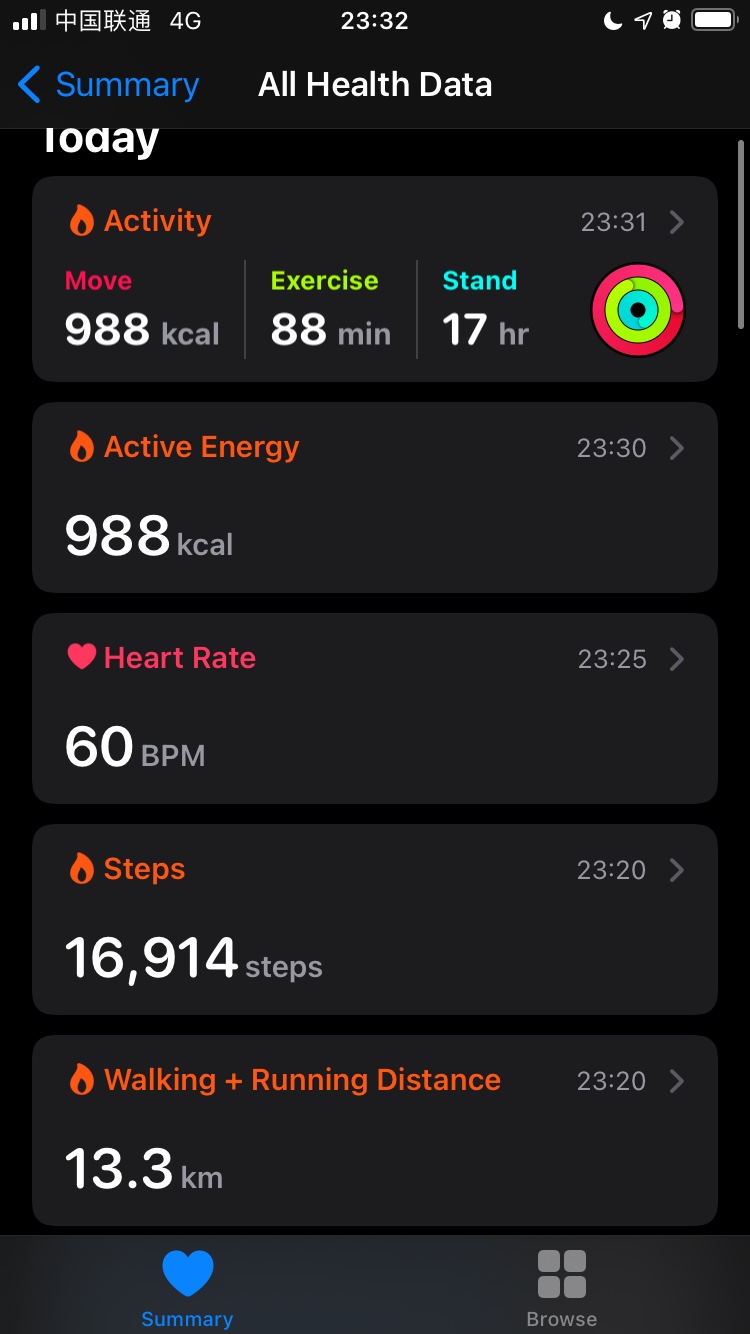 中国联通 4G 23:32
Summary All Health Data
Today
Activity 23:31
Move Exercise Stand
988 kcal 88 min 17 hr
Active Energy 23:30
988 kcal
Heart Rate 23:25
60 BPM
Steps 23:20
16,914 steps
Walking + Running Distance 23:20
13.3 km
Summary Browse